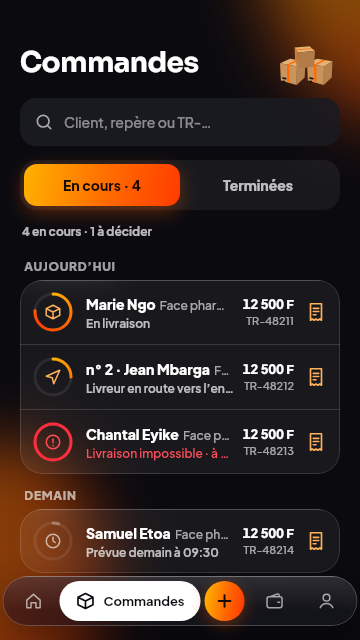 Commandes
Client, repère ou TR-...
En cours · 4
Terminées
4 en cours · 1 à décider
AUJOURD’HUI
Marie Ngo Face phar... 12 500 F
En livraison TR-48211
n° 2 · Jean Mbarga F... 12 500 F
Livreur en route vers l’en... TR-48212
Chantal Eyike Face p... 12 500 F
Livraison impossible · à ... TR-48213
DEMAIN
Samuel Etoa Face ph... 12 500 F
Prévue demain à 09:30 TR-48214
Commandes